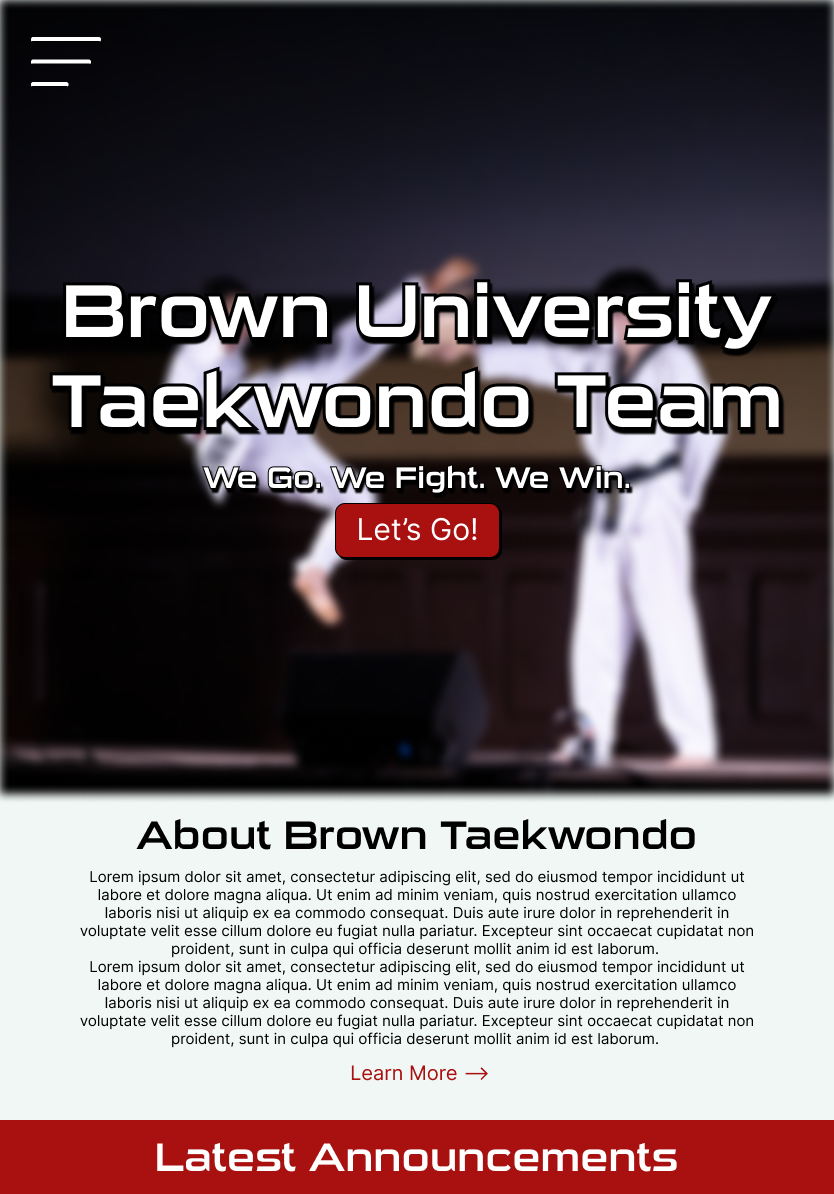 Brown University
Taekwondo Team
We Go. We Fight. We Win.
Let’s Go!
About Brown Taekwondo
Lorem ipsum dolor sit amet, consectetur adipiscing elit, sed do eiusmod tempor incididunt ut
labore et dolore magna aliqua. Ut enim ad minim veniam, quis nostrud exercitation ullamco
laboris nisi ut aliquip ex ea commodo consequat. Duis aute irure dolor in reprehenderit in
voluptate velit esse cillum dolore eu fugiat nulla pariatur. Excepteur sint occaecat cupidatat non
proident, sunt in culpa qui officia deserunt mollit anim id est laborum.
Lorem ipsum dolor sit amet, consectetur adipiscing elit, sed do eiusmod tempor incididunt ut
labore et dolore magna aliqua. Ut enim ad minim veniam, quis nostrud exercitation ullamco
laboris nisi ut aliquip ex ea commodo consequat. Duis aute irure dolor in reprehenderit in
voluptate velit esse cillum dolore eu fugiat nulla pariatur. Excepteur sint occaecat cupidatat non
proident, sunt in culpa qui officia deserunt mollit anim id est laborum.
Learn More →
Latest Announcements